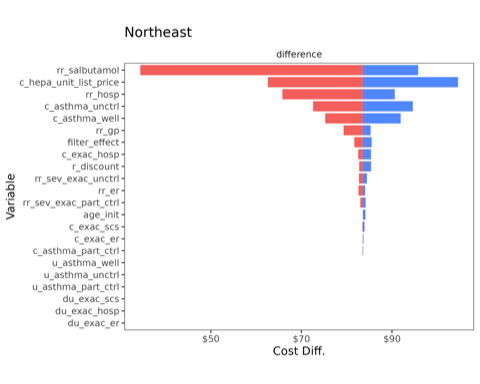 Northeast
difference
rr_salbutamol
c_hepa_unit_list_price
rr_hosp
c_asthma_unctrl
c_asthma_well
rr_gp
filter_effect
c_exac_hosp
r_discount
rr_sev_exac_unctrl
rr_er
rr_sev_exac_part_ctrl
age_init
c_exac_scs
c_exac_er
c_asthma_part_ctrl
u_asthma_well
u_asthma_unctrl
u_asthma_part_ctrl
du_exac_scs
du_exac_hosp
du_exac_er
Variable
$50 $70 $90
Cost Diff.